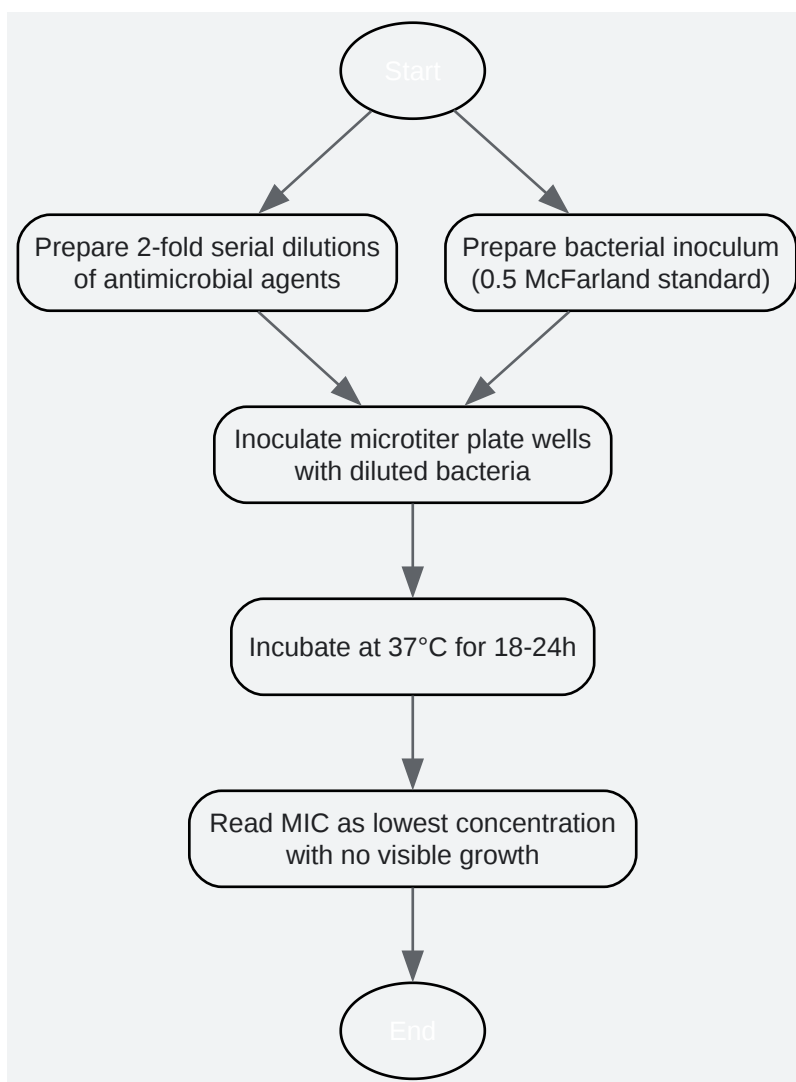 Start
Prepare 2-fold serial dilutions
of antimicrobial agents
Prepare bacterial inoculum
(0.5 McFarland standard)
Inoculate microtiter plate wells
with diluted bacteria
Incubate at 37°C for 18-24h
Read MIC as lowest concentration
with no visible growth
End